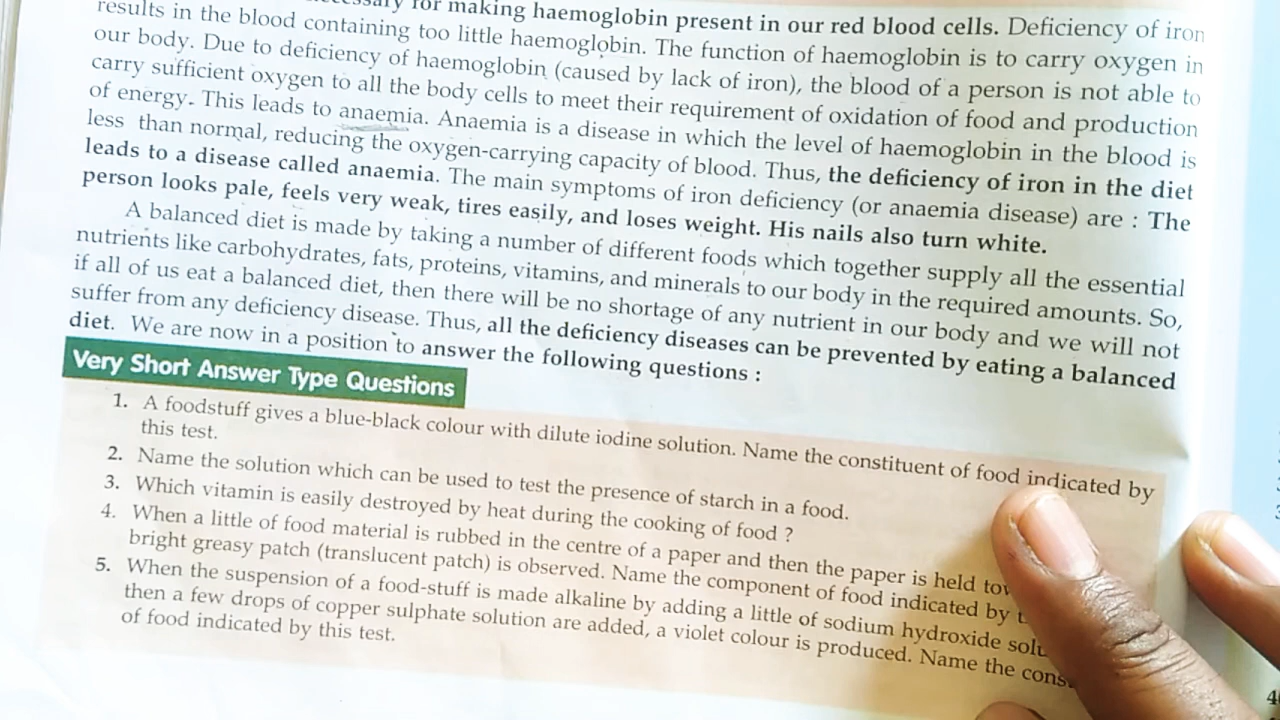 for making haemoglobin present in our red blood cells. Deficiency of iron
results in the blood containing too little haemoglobin. The function of haemoglobin is to carry oxygen in
our body. Due to deficiency of haemoglobin (caused by lack of iron), the blood of a person is not able to
carry sufficient oxygen to all the body cells to meet their requirement of oxidation of food and production
of energy. This leads to anaemia. Anaemia is a disease in which the level of haemoglobin in the blood is
less than normal, reducing the oxygen-carrying capacity of blood. Thus, the deficiency of iron in the diet
leads to a disease called anaemia. The main symptoms of iron deficiency (or anaemia disease) are : The
person looks pale, feels very weak, tires easily, and loses weight. His nails also turn white.
A balanced diet is made by taking a number of different foods which together supply all the essential
nutrients like carbohydrates, fats, proteins, vitamins, and minerals to our body in the required amounts. So,
if all of us eat a balanced diet, then there will be no shortage of any nutrient in our body and we will not
suffer from any deficiency disease. Thus, all the deficiency diseases can be prevented by eating a balanced
diet. We are now in a position to answer the following questions :
Very Short Answer Type Questions
1. A foodstuff gives a blue-black colour with dilute iodine solution. Name the constituent of food indicated by
this test.
2. Name the solution which can be used to test the presence of starch in a food.
3. Which vitamin is easily destroyed by heat during the cooking of food ?
4. When a little of food material is rubbed in the centre of a paper and then the paper is held
bright greasy patch (translucent patch) is observed. Name the component of food indicated by
5. When the suspension of a food-stuff is made alkaline by adding a little of sodium hydroxide
then a few drops of copper sulphate solution are added, a violet colour is produced. Name the
of food indicated by this test.